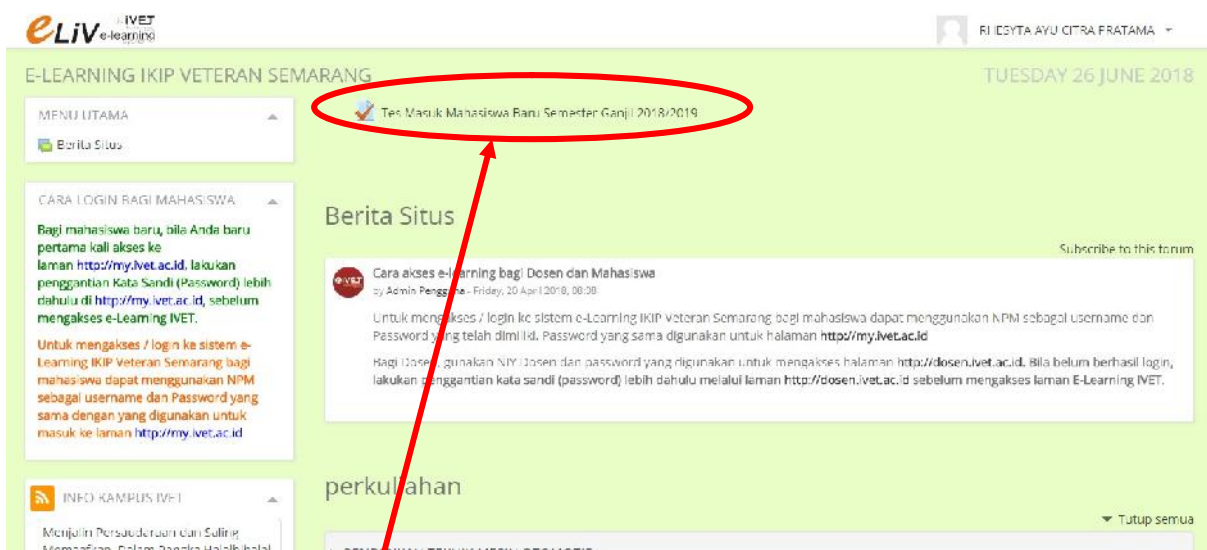 eLiV IVET
e-learning
RHESYTA AYU CITRA PRATAMA
E-LEARNING IKIP VETERAN SEMARANG
TUESDAY 26 JUNE 2018
MENU UTAMA
Berita Situs
Tes Masuk Mahasiswa Baru Semester Ganjil 2018/2019
CARA LOGIN BAGI MAHASISWA
Bagi mahasiswa baru, bila Anda baru
pertama kali akses ke
laman http://my.ivet.ac.id, lakukan
penggantian Kata Sandi (Password) lebih
dahulu di http://my.ivet.ac.id, sebelum
mengakses e-Learning IVET.
Untuk mengakses / login ke sistem e-
Learning IKIP Veteran Semarang bagi
mahasiswa dapat menggunakan NPM
sebagai username dan Password yang
sama dengan yang digunakan untuk
masuk ke laman http://my.ivet.ac.id
Berita Situs
Subscribe to this forum
Cara akses e-learning bagi Dosen dan Mahasiswa
by Admin Pengguna - Friday, 20 April 2018, 08:08
Untuk mengakses / login ke sistem e-Learning IKIP Veteran Semarang bagi mahasiswa dapat menggunakan NPM sebagai username dan
Password yang telah dimiliki. Password yang sama digunakan untuk halaman http://my.ivet.ac.id
Bagi Dosen, gunakan NIY Dosen dan password yang digunakan untuk mengakses halaman http://dosen.ivet.ac.id. Bila belum berhasil login,
lakukan penggantian kata sandi (password) lebih dahulu melalui laman http://dosen.ivet.ac.id sebelum mengakses laman E-Learning IVET.
INFO KAMPUS IVET
Menjalin Persaudaraan dan Saling
perkuliahan
Tutup semua